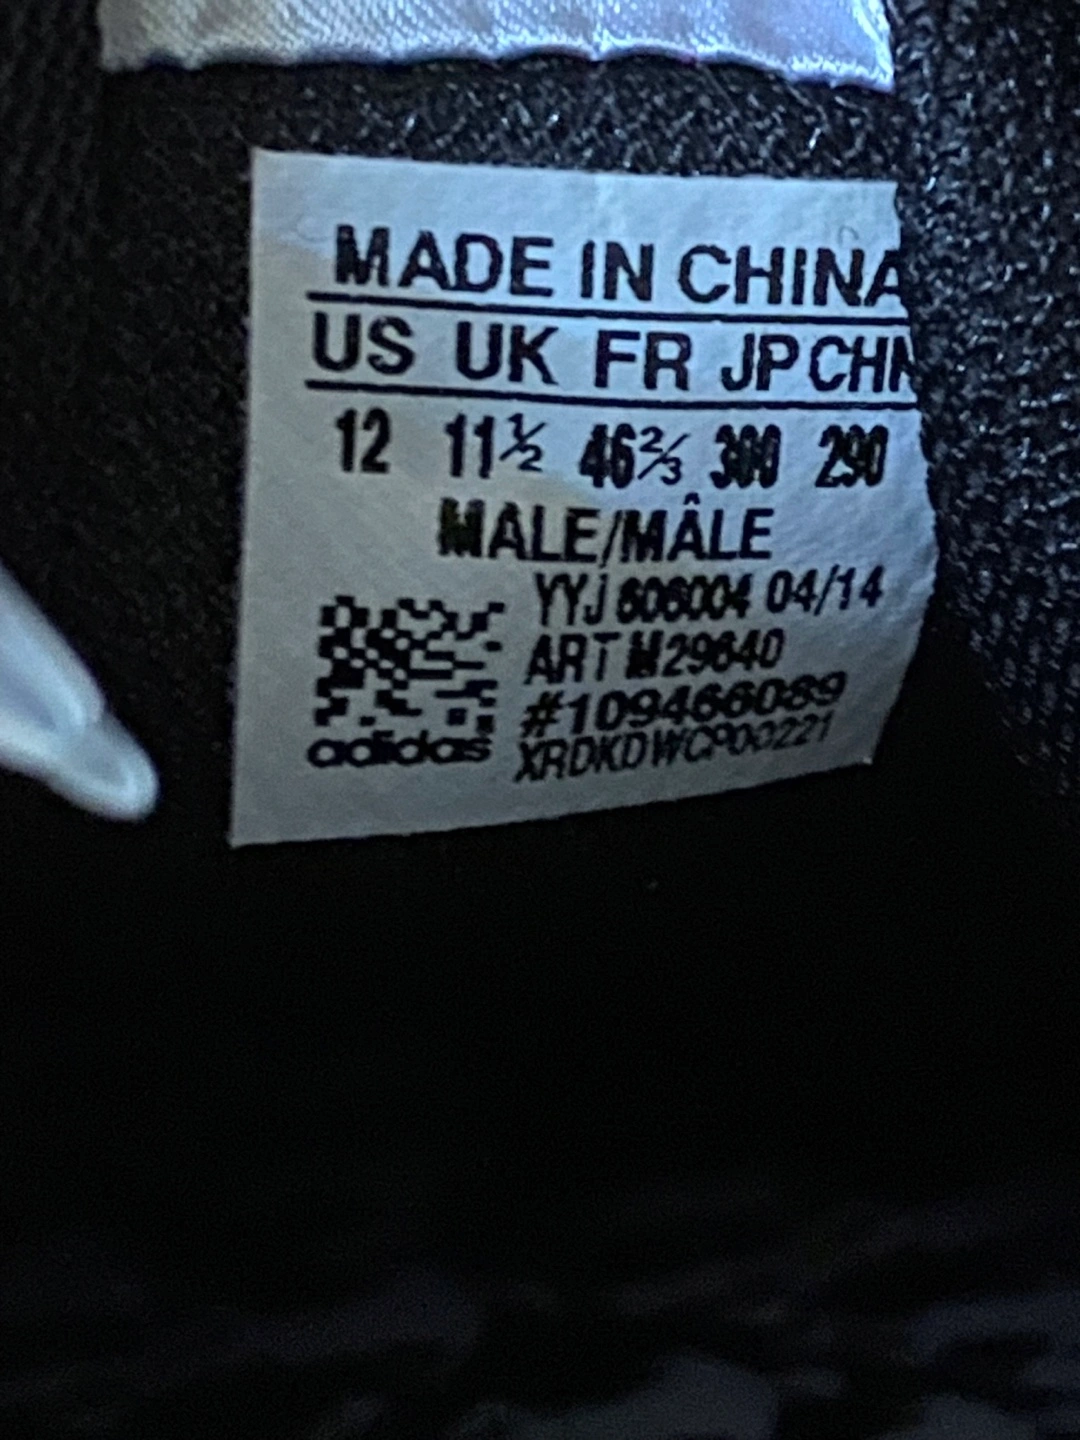 MADE IN CHINA
US UK FR JP CHN
12 11½ 46⅔ 300 290
MALE/MÂLE
YYJ 606004 04/14
ART M29640
#109466089
XRDKDWCP00221
adidas